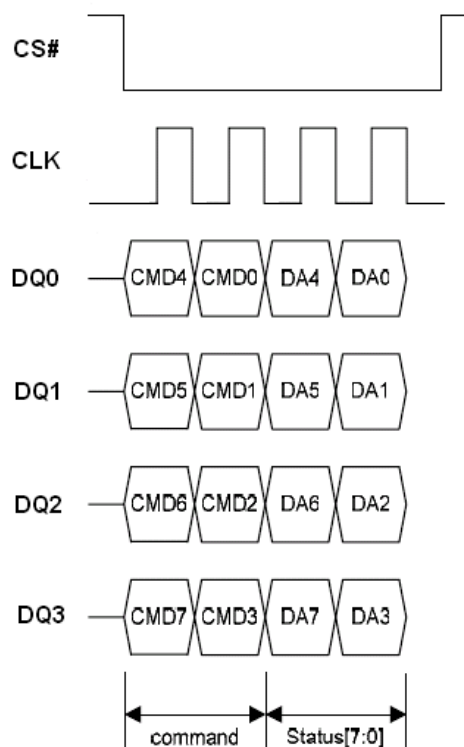 CS#
CLK
DQ0 CMD4 CMD0 DA4 DA0
DQ1 CMD5 CMD1 DA5 DA1
DQ2 CMD6 CMD2 DA6 DA2
DQ3 CMD7 CMD3 DA7 DA3
command Status[7:0]